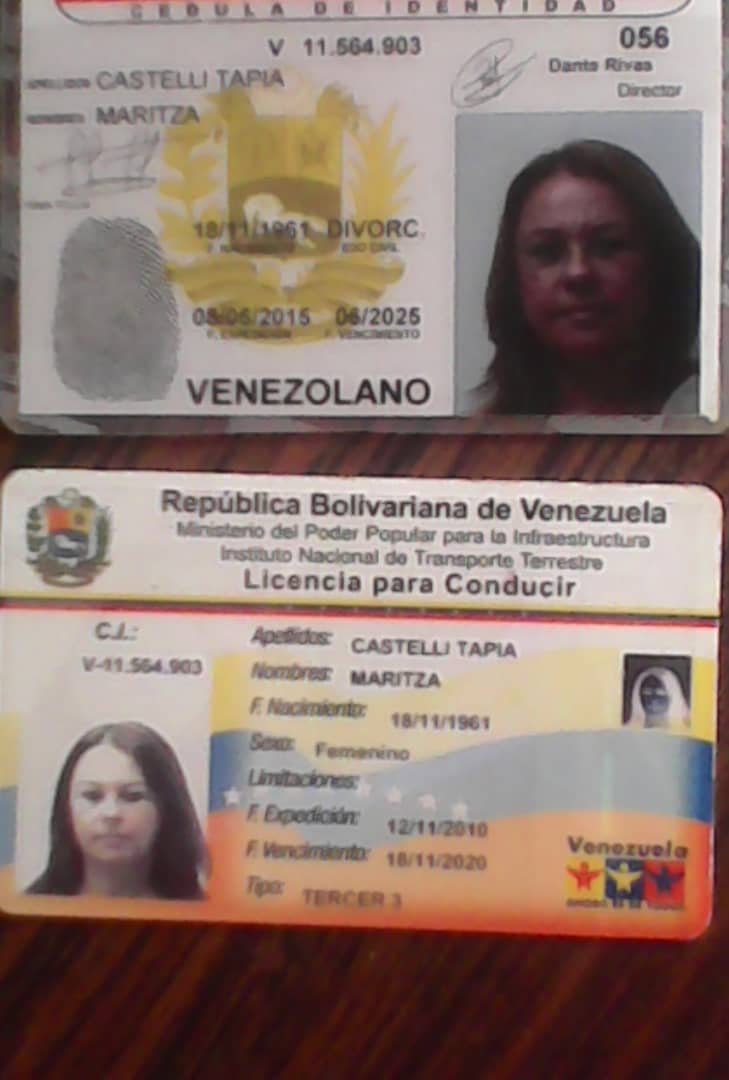 CEDULA DE IDENTIDAD
V 11.564.903
056
Dante Rivas
Director
APELLIDOS CASTELLI TAPIA
NOMBRES MARITZA
18/11/1961 DIVORC.
F. NACIMIENTO EDO CIVIL
08/06/2015 06/2025
F. EXPEDICIÓN F. VENCIMIENTO
VENEZOLANO
República Bolivariana de Venezuela
Ministerio del Poder Popular para la Infraestructura
Instituto Nacional de Transporte Terrestre
Licencia para Conducir
C.I.:
V-11.564.903
Apellidos: CASTELLI TAPIA
Nombres: MARITZA
F. Nacimiento: 18/11/1961
Sexo: Femenino
Limitaciones:
F. Expedición: 12/11/2010
F. Vencimiento: 18/11/2020
Tipo: TERCER 3
Venezuela